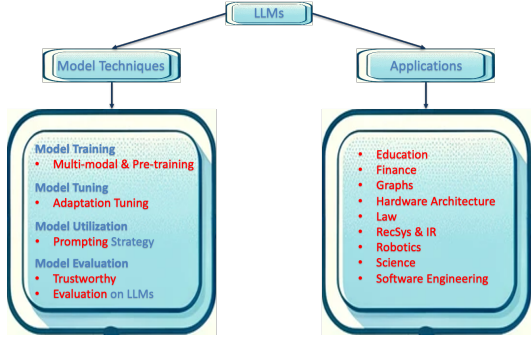 LLMs
Model Techniques
Applications
Model Training
• Multi-modal & Pre-training
Model Tuning
• Adaptation Tuning
Model Utilization
• Prompting Strategy
Model Evaluation
• Trustworthy
• Evaluation on LLMs
• Education
• Finance
• Graphs
• Hardware Architecture
• Law
• RecSys & IR
• Robotics
• Science
• Software Engineering